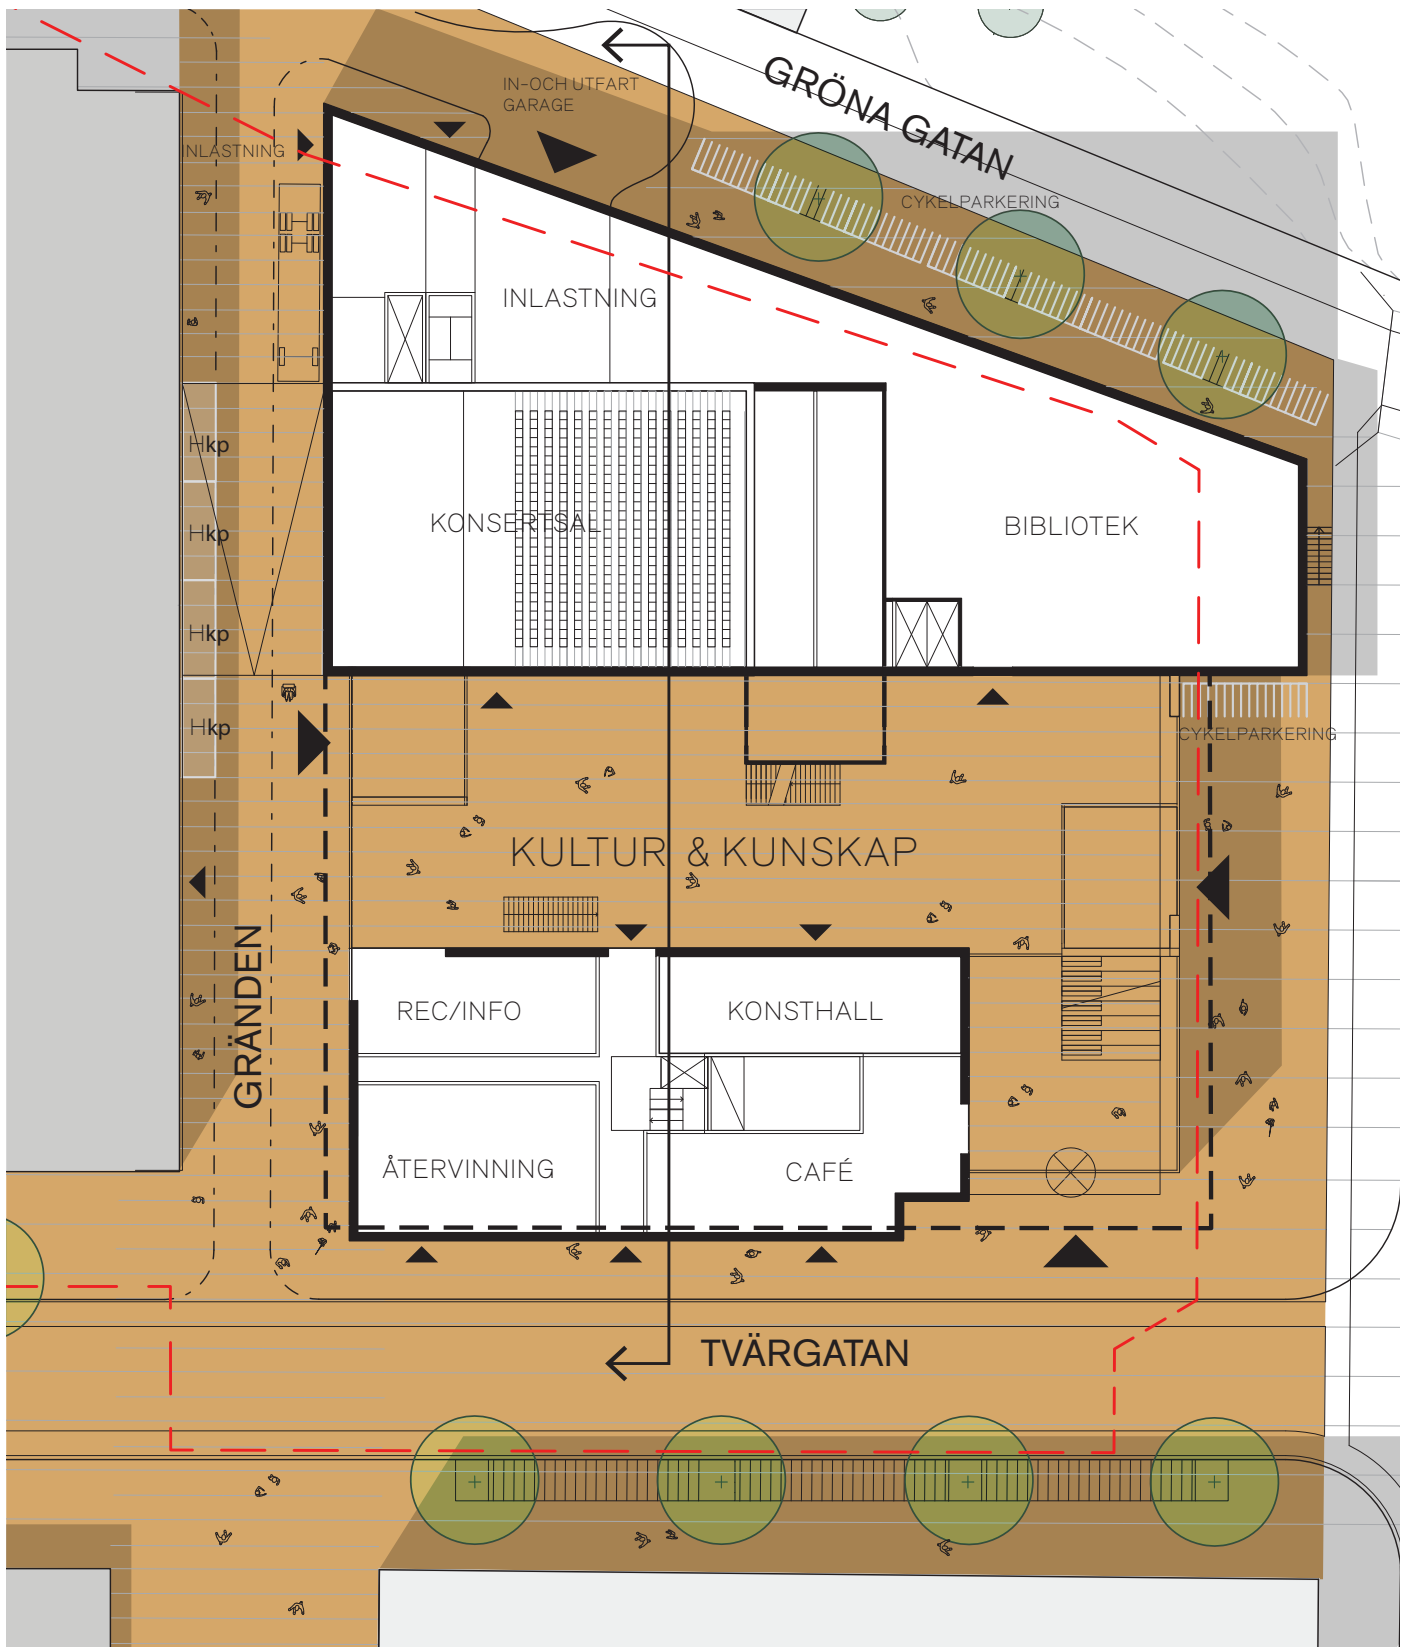 IN-OCH UTFART
GARAGE
GRÖNA GATAN
INLASTNING
CYKELPARKERING
INLASTNING
Hkp
KONSERTSAL
BIBLIOTEK
Hkp
Hkp
Hkp
CYKELPARKERING
KULTUR & KUNSKAP
GRÄNDEN
REC/INFO
KONSTHALL
ÅTERVINNING
CAFÉ
TVÄRGATAN